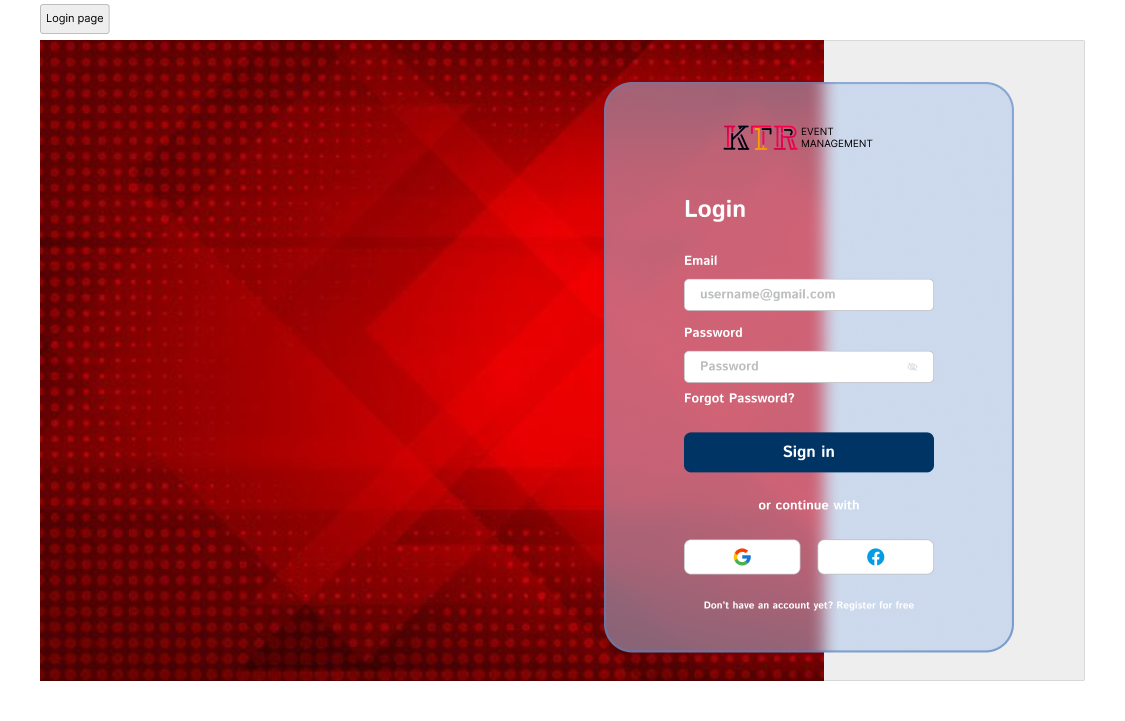 Login page
KTR EVENT
MANAGEMENT
Login
Email
username@gmail.com
Password
Password
Forgot Password?
Sign in
or continue with
Don't have an account yet? Register for free